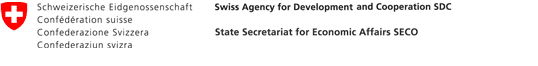 Schweizerische Eidgenossenschaft
Confédération suisse
Confederazione Svizzera
Confederaziun svizra
Swiss Agency for Development and Cooperation SDC
State Secretariat for Economic Affairs SECO